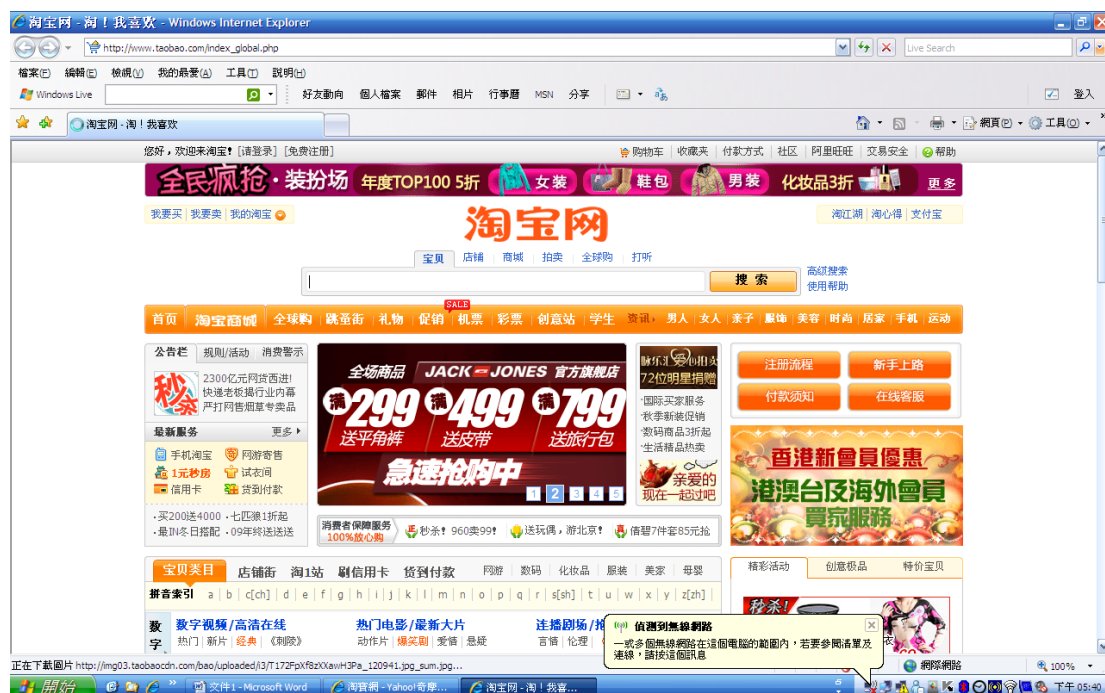 淘宝网 - 淘！我喜欢 - Windows Internet Explorer
http://www.taobao.com/index_global.php
Live Search
檔案(F) 編輯(E) 檢視(V) 我的最愛(A) 工具(T) 說明(H)
Windows Live 好友動向 個人檔案 郵件 相片 行事曆 MSN 分享 登入
淘宝网 - 淘！我喜欢 網頁(P) 工具(O)
您好，欢迎来淘宝！ [请登录] [免费注册] 购物车 收藏夹 付款方式 社区 阿里旺旺 交易安全 帮助
全民疯抢·装扮场 年度TOP100 5折 女装 鞋包 男装 化妆品3折 更多
我要买 我要卖 我的淘宝 淘江湖 淘心得 支付宝
淘宝网
宝贝 店铺 商城 拍卖 全球购 打听
搜 索 高级搜索
使用帮助
SALE
首页 淘宝商城 全球购 跳蚤街 礼物 促销 机票 彩票 创意站 学生 资讯 男人 女人 亲子 服饰 美容 时尚 居家 手机 运动
公告栏 规则/活动 消费警示
2300亿元网货西进!
快递老板揭行业内幕
严打网售烟草专卖品
秒杀
最新服务 更多
手机淘宝 网游寄售
1元秒房 试衣间
信用卡 货到付款
·买200送4000 ·七匹狼1折起
·最IN冬日搭配 ·09年终送送送
全场商品 JACK JONES 官方旗舰店
满299 满499 满799
送平角裤 送皮带 送旅行包
急速抢购中
1 2 3 4 5
消费者保障服务
100%放心购
秒杀! 960卖99! 送玩偶，游北京! 倩碧7件套85元抢
72位明星捐赠
·国际买家服务
·秋季新装促销
·数码商品3折起
·生活精品热卖
亲爱的
现在一起过吧
注册流程 新手上路
付款须知 在线客服
香港新會員優惠
港澳台及海外會員
買家服務
宝贝类目 店铺街 淘1站 刷信用卡 货到付款 网游 数码 化妆品 服装 美家 母婴
拼音索引 a b c[ch] d e f g h i j k l m n o p q r s[sh] t u w x y z[zh]
数字 数字视频/高清在线 热门电影/最新大片 连播剧场/
热门 新片 经典 《刺陵》 动作片 爆笑剧 爱情 悬疑 言情 伦理
精彩活动 创意极品 特价宝贝
秒杀!
偵測到無線網路
一或多個無線網路在這個電腦的範圍內，若要參閱清單及
連線，請按這個訊息
正在下載圖片 http://img03.taobaocdn.com/bao/uploaded/i3/T172FpXf8zXXawH3Pa_120941.jpg_sum.jpg...
網際網路 100%
開始 文件1 - Microsoft Word 淘寶網 - Yahoo!奇摩... 淘宝网 - 淘！我喜... 下午 05:40